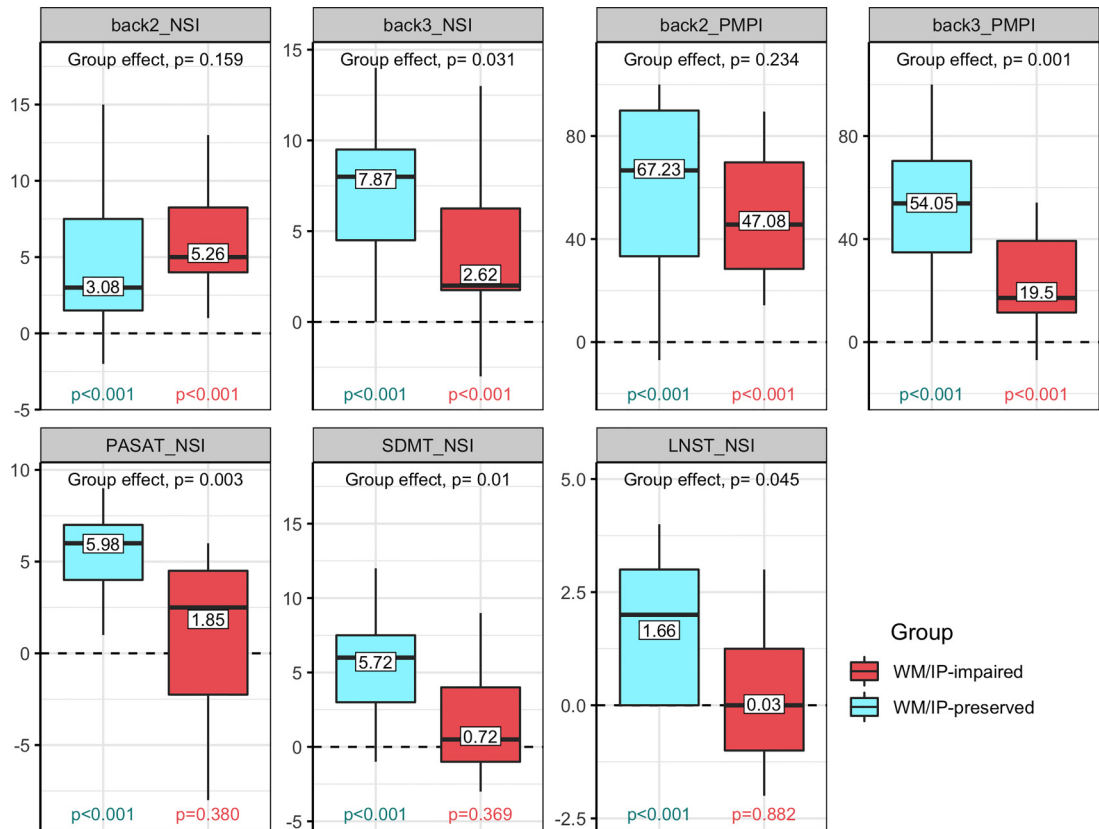 back2_NSI
Group effect, p= 0.159
15
10
5
0
-5
3.08
5.26
p<0.001
p<0.001
back3_NSI
Group effect, p= 0.031
15
10
5
0
7.87
2.62
p<0.001
p<0.001
back2_PMPI
Group effect, p= 0.234
80
40
0
67.23
47.08
p<0.001
p<0.001
back3_PMPI
Group effect, p= 0.001
80
40
0
54.05
19.5
p<0.001
p<0.001
PASAT_NSI
Group effect, p= 0.003
10
5
0
-5
5.98
1.85
p<0.001
p=0.380
SDMT_NSI
Group effect, p= 0.01
15
10
5
0
-5
5.72
0.72
p<0.001
p=0.369
LNST_NSI
Group effect, p= 0.045
5.0
2.5
0.0
-2.5
1.66
0.03
p<0.001
p=0.882
Group
WM/IP-impaired
WM/IP-preserved